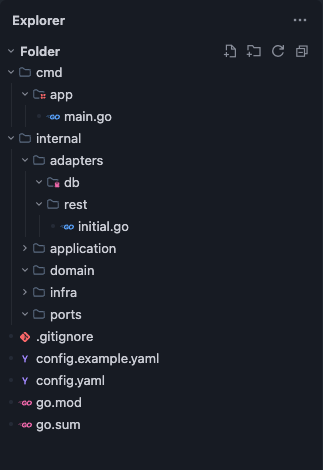 Explorer
Folder
cmd
app
main.go
internal
adapters
db
rest
initial.go
application
domain
infra
ports
.gitignore
config.example.yaml
config.yaml
go.mod
go.sum